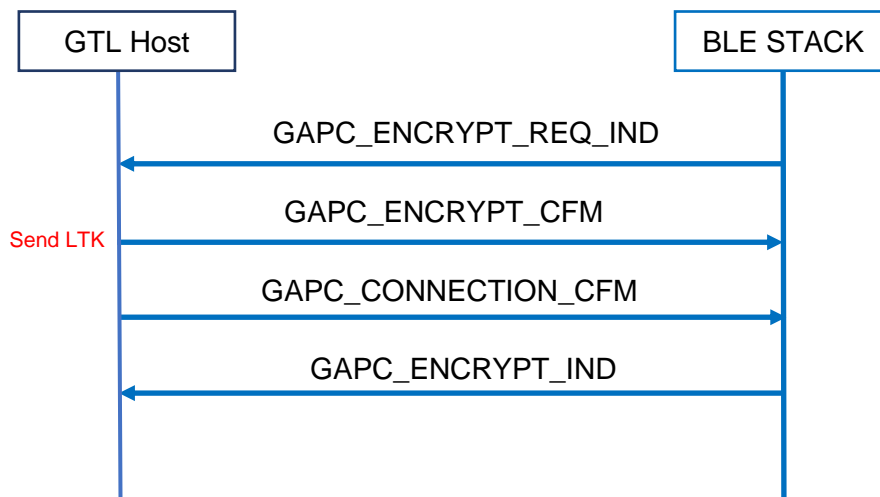 GTL Host
BLE STACK
GAPC_ENCRYPT_REQ_IND
GAPC_ENCRYPT_CFM
Send LTK
GAPC_CONNECTION_CFM
GAPC_ENCRYPT_IND